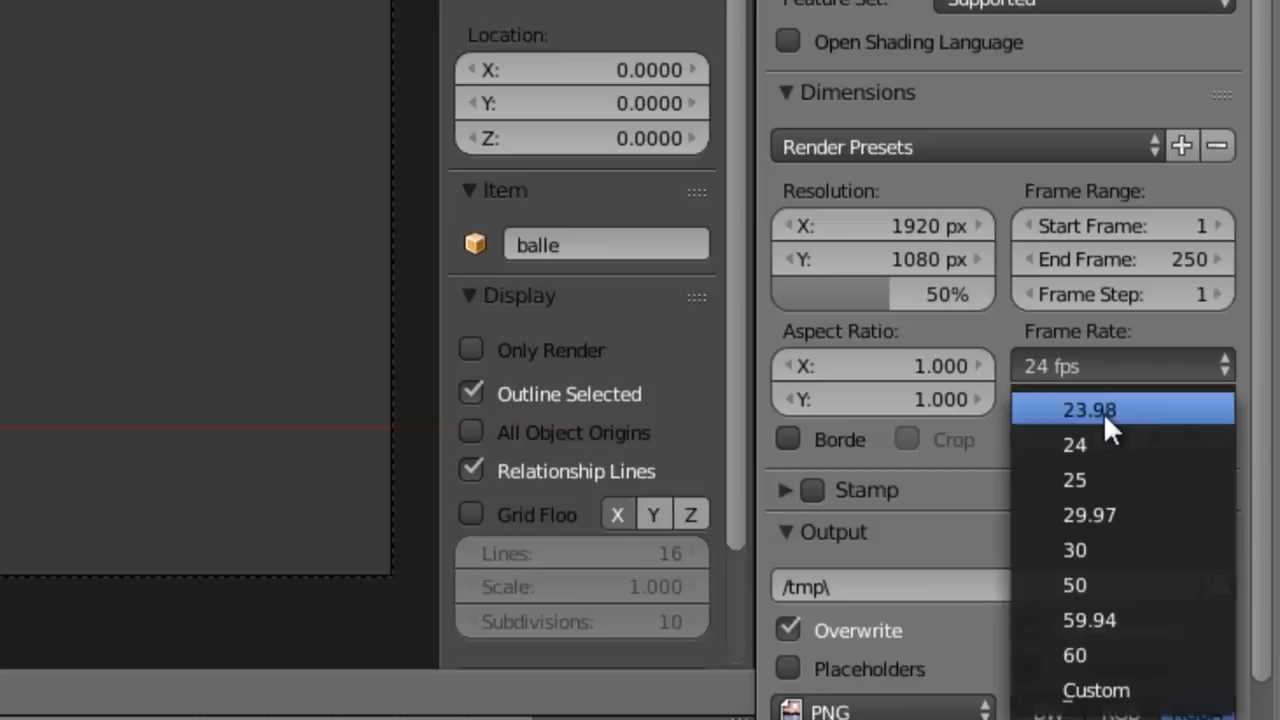 Location:
X: 0.0000
Y: 0.0000
Z: 0.0000
Item
balle
Display
Only Render
Outline Selected
All Object Origins
Relationship Lines
Grid Floo X Y Z
Lines: 16
Scale: 1.000
Subdivisions: 10
Feature Set: Supported
Open Shading Language
Dimensions
Render Presets
Resolution:
X: 1920 px
Y: 1080 px
50%
Aspect Ratio:
X: 1.000
Y: 1.000
Borde Crop
Frame Range:
Start Frame: 1
End Frame: 250
Frame Step: 1
Frame Rate:
24 fps
23.98
24
25
29.97
30
50
59.94
60
Custom
Stamp
Output
/tmp\
Overwrite
Placeholders
PNG